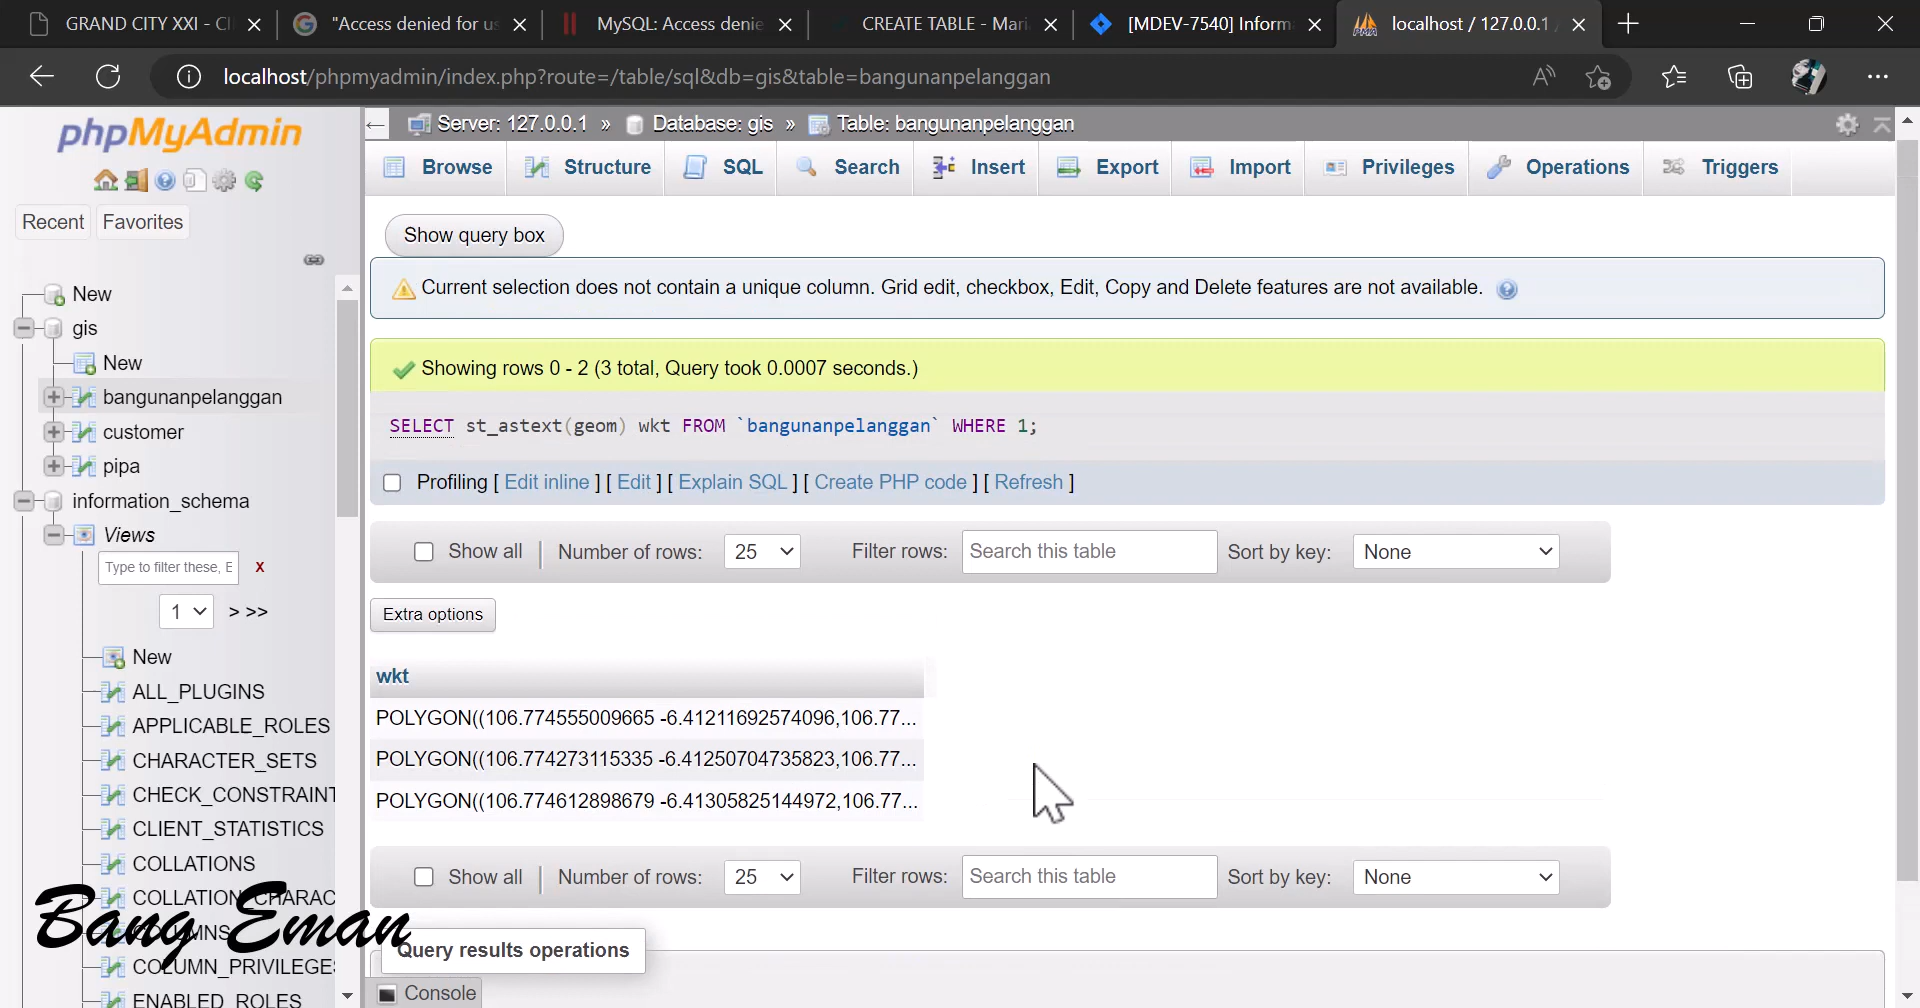 GRAND CITY XXI - 
"Access denied for us
MySQL: Access denie
CREATE TABLE - Mari
[MDEV-7540] Inform
localhost / 127.0.0.1 /
localhost/phpmyadmin/index.php?route=/table/sql&db=gis&table=bangunanpelanggan
phpMyAdmin
Recent
Favorites
New
gis
New
bangunanpelanggan
customer
pipa
information_schema
Views
Type to filter these, E
X
1
> >>
New
ALL_PLUGINS
APPLICABLE_ROLES
CHARACTER_SETS
CHECK_CONSTRAINT
CLIENT_STATISTICS
COLLATIONS
COLLATION_CHARAC
COLUMNS
COLUMN_PRIVILEGES
ENABLED_ROLES
Bang Eman
Server: 127.0.0.1 » Database: gis » Table: bangunanpelanggan
Browse
Structure
SQL
Search
Insert
Export
Import
Privileges
Operations
Triggers
Show query box
Current selection does not contain a unique column. Grid edit, checkbox, Edit, Copy and Delete features are not available.
Showing rows 0 - 2 (3 total, Query took 0.0007 seconds.)
SELECT st_astext(geom) wkt FROM `bangunanpelanggan` WHERE 1;
Profiling [ Edit inline ] [ Edit ] [ Explain SQL ] [ Create PHP code ] [ Refresh ]
Show all | Number of rows: 25 Filter rows: Search this table Sort by key: None
Extra options
wkt
POLYGON((106.774555009665 -6.41211692574096,106.77...
POLYGON((106.774273115335 -6.41250704735823,106.77...
POLYGON((106.774612898679 -6.41305825144972,106.77...
Show all | Number of rows: 25 Filter rows: Search this table Sort by key: None
Query results operations
Console